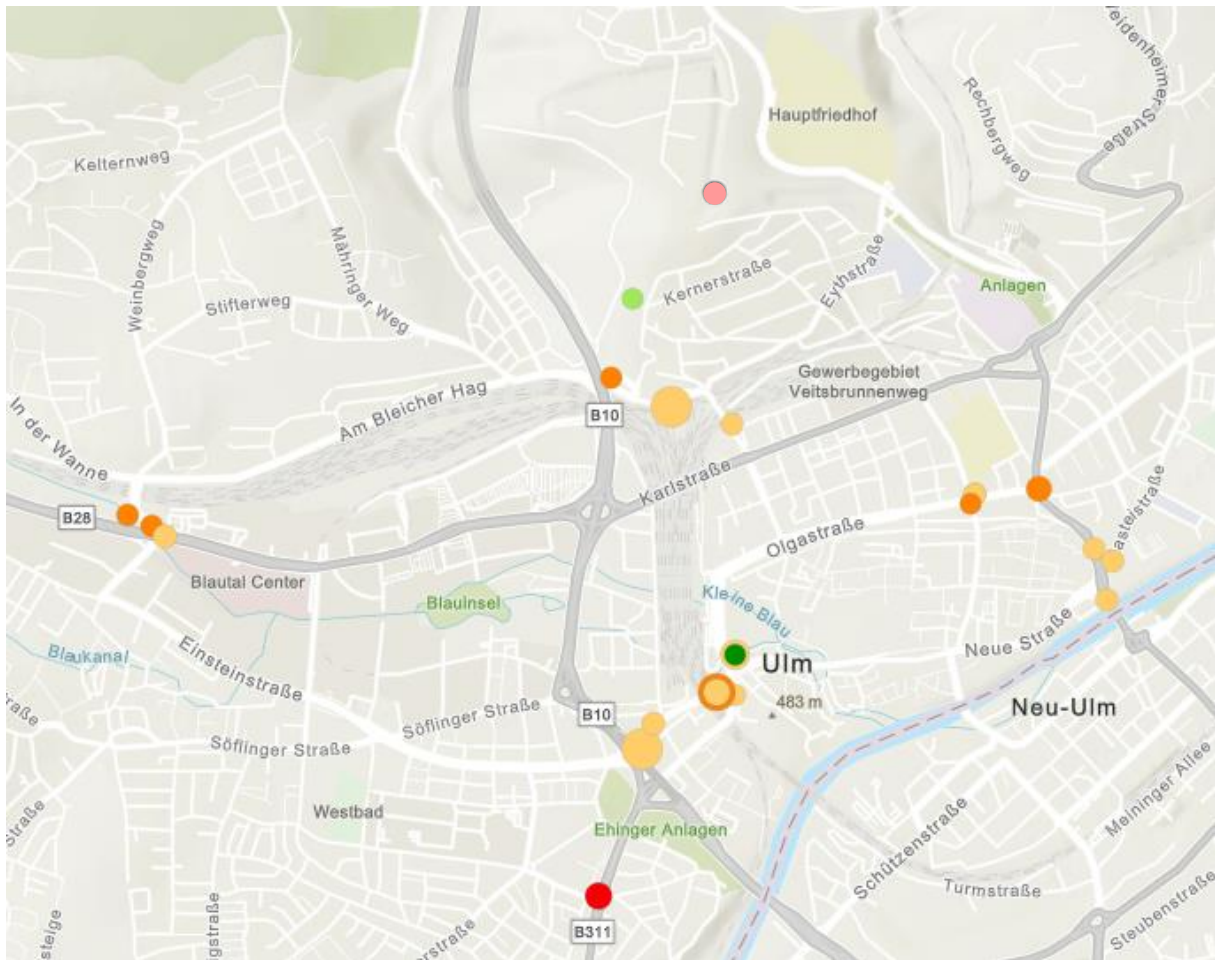 Heidenheimer
Straße
Hauptfriedhof
Rechbergweg
Kelternweg
Weinbergweg
Mähringer Weg
Stifterweg
Kernerstraße
Eythstraße
Anlagen
Gewerbegebiet
Veitsbrunnenweg
Am Bleicher Hag
In der Wanne
B10
Karlstraße
B28
Olgastraße
Blautal Center
Blauinsel
Kleine Blau
Blaukanal
Einsteinstraße
Neue Straße
Ulm
483 m
Neu-Ulm
B10
Söflinger Straße
Söflinger Straße
Westbad
Ehinger Anlagen
Straße
Schützenstraße
Meininger Allee
Turmstraße
Steubenstraße
B311